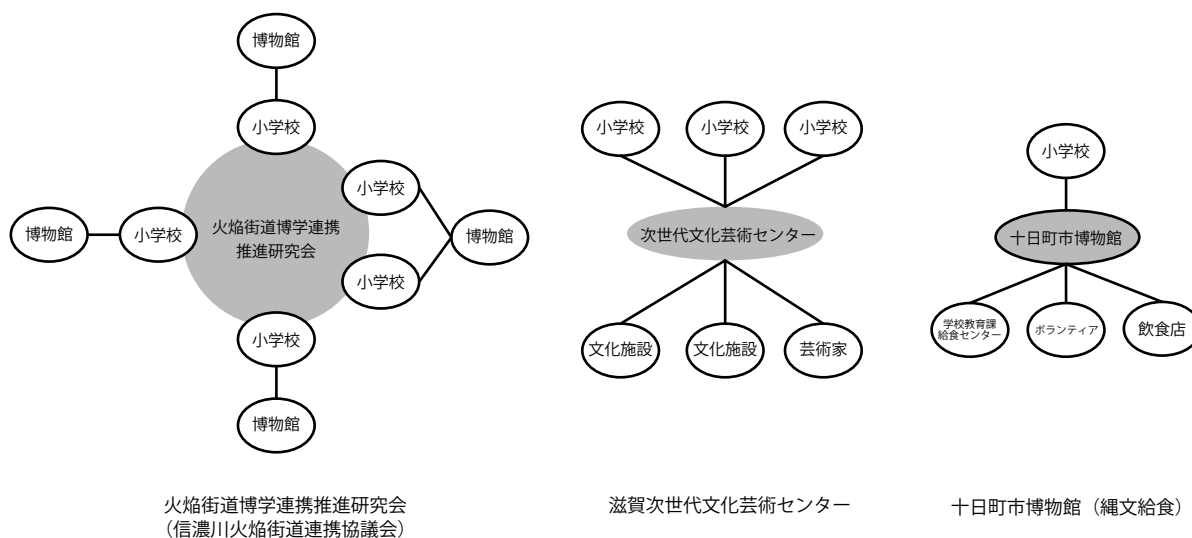 博物館
小学校
小学校
博物館
小学校
火焔街道博学連携
推進研究会
博物館
小学校
小学校
博物館
火焔街道博学連携推進研究会
（信濃川火焔街道連携協議会）
小学校
小学校
小学校
次世代文化芸術センター
文化施設
文化施設
芸術家
滋賀次世代文化芸術センター
小学校
十日町市博物館
学校教育課
給食センター
ボランティア
飲食店
十日町市博物館（縄文給食）